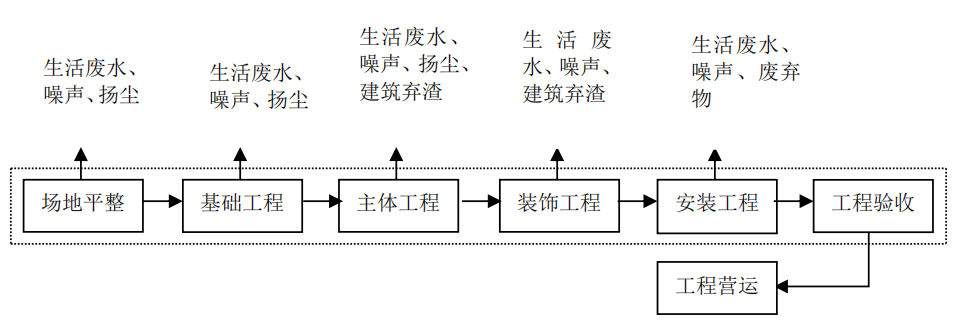 生活废水、
噪声、扬尘
生活废水、
噪声、扬尘
生活废水、
噪声、扬尘、
建筑弃渣
生活废
水、噪声、
建筑弃渣
生活废水、
噪声、废弃
物
场地平整
基础工程
主体工程
装饰工程
安装工程
工程验收
工程营运